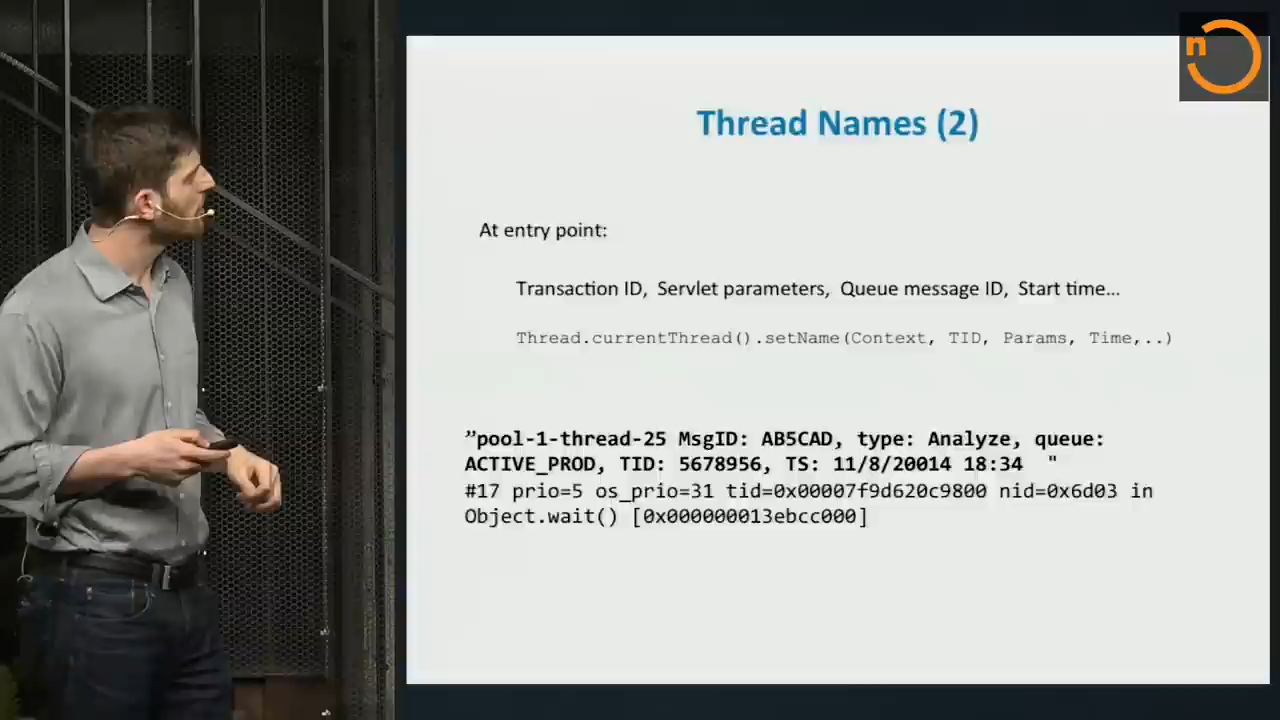 n
Thread Names (2)
At entry point:
Transaction ID, Servlet parameters, Queue message ID, Start time...
Thread.currentThread().setName(Context, TID, Params, Time,..)
”pool-1-thread-25 MsgID: AB5CAD, type: Analyze, queue:
ACTIVE_PROD, TID: 5678956, TS: 11/8/20014 18:34 "
#17 prio=5 os_prio=31 tid=0x00007f9d620c9800 nid=0x6d03 in
Object.wait() [0x000000013ebcc000]